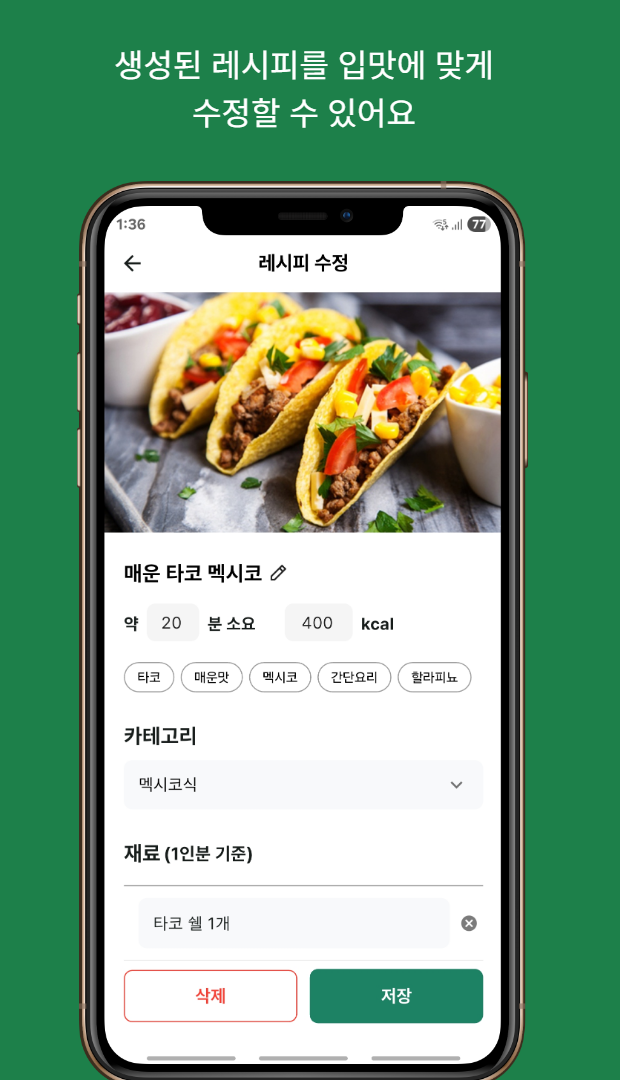 생성된 레시피를 입맛에 맞게
수정할 수 있어요
1:36
77
레시피 수정
매운 타코 멕시코
약 20 분 소요 400 kcal
타코 매운맛 멕시코 간단요리 할라피뇨
카테고리
멕시코식
재료 (1인분 기준)
타코 쉘 1개
삭제 저장